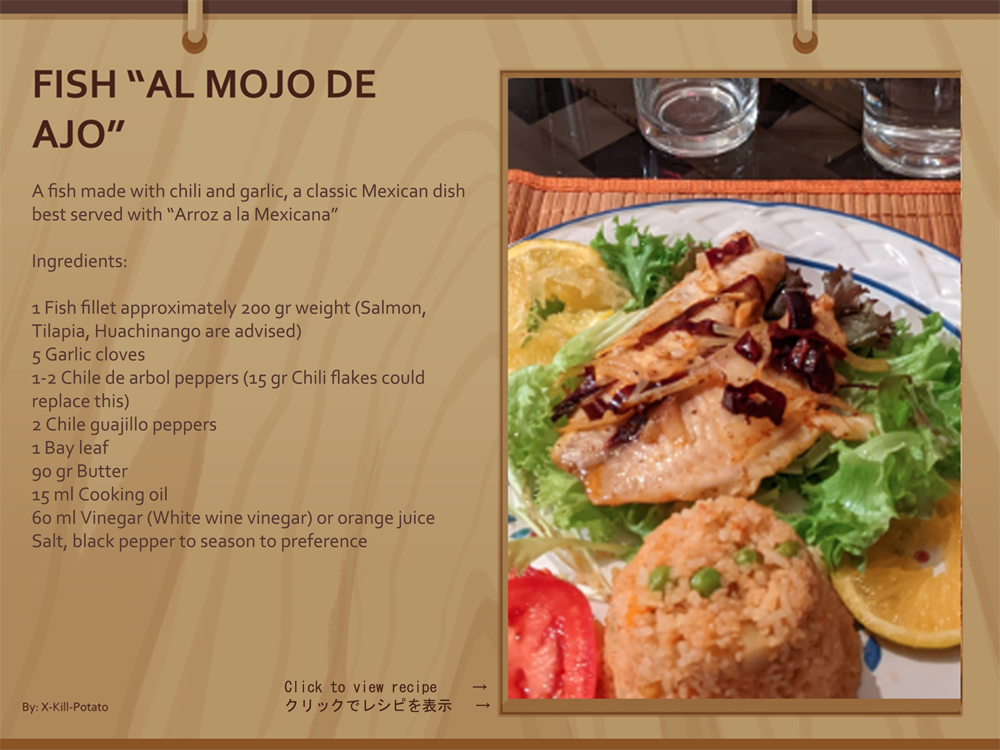 FISH “AL MOJO DE
AJO”
A fish made with chili and garlic, a classic Mexican dish
best served with “Arroz a la Mexicana”
Ingredients:
1 Fish fillet approximately 200 gr weight (Salmon,
Tilapia, Huachinango are advised)
5 Garlic cloves
1-2 Chile de arbol peppers (15 gr Chili flakes could
replace this)
2 Chile guajillo peppers
1 Bay leaf
90 gr Butter
15 ml Cooking oil
60 ml Vinegar (White wine vinegar) or orange juice
Salt, black pepper to season to preference
Click to view recipe →
クリックでレシピを表示 →
By: X-Kill-Potato